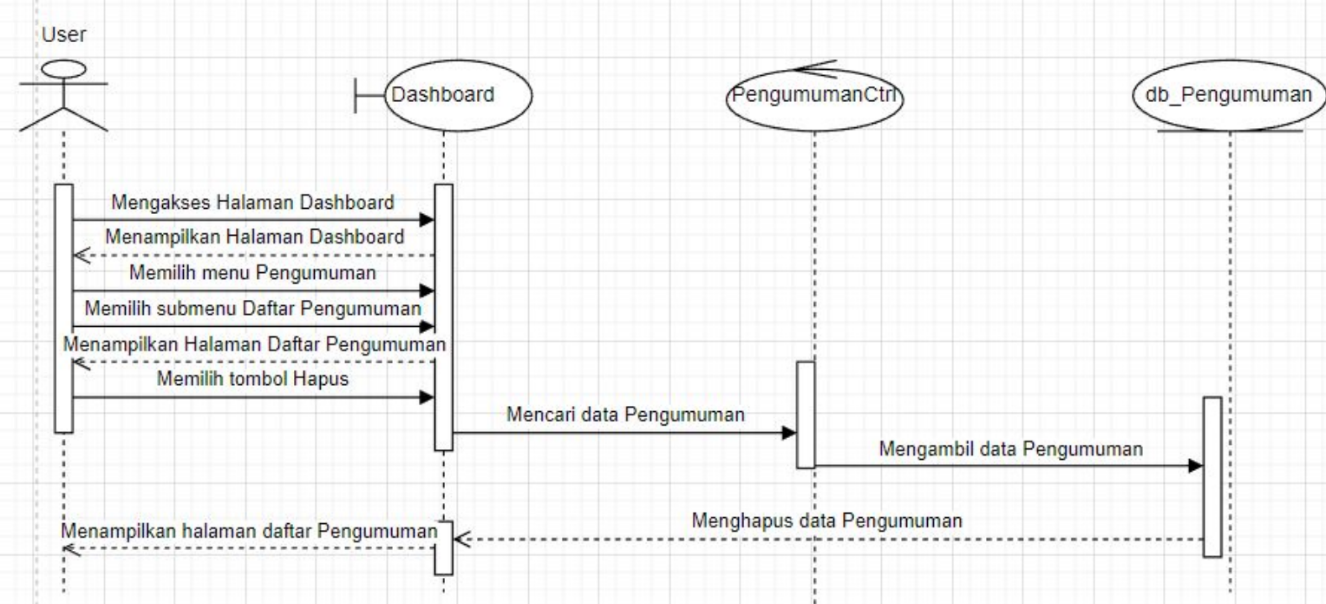 User
Dashboard
PengumumanCtrl
db_Pengumuman
Mengakses Halaman Dashboard
Menampilkan Halaman Dashboard
Memilih menu Pengumuman
Memilih submenu Daftar Pengumuman
Menampilkan Halaman Daftar Pengumuman
Memilih tombol Hapus
Mencari data Pengumuman
Mengambil data Pengumuman
Menghapus data Pengumuman
Menampilkan halaman daftar Pengumuman